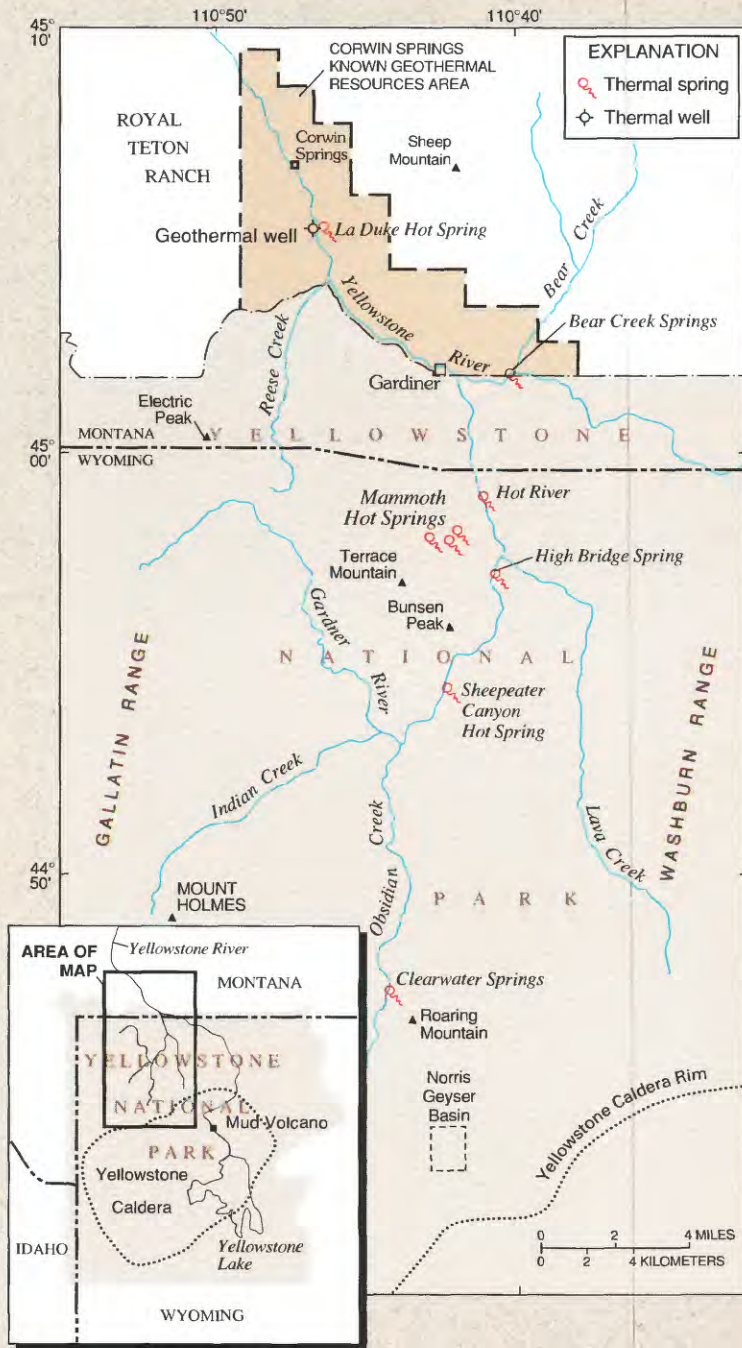 110°50'
110°40'
45°
10'
CORWIN SPRINGS
KNOWN GEOTHERMAL
RESOURCES AREA
EXPLANATION
Thermal spring
Thermal well
ROYAL
TETON
RANCH
Corwin
Springs
Sheep
Mountain
Geothermal well
La Duke Hot Spring
Bear Creek
Yellowstone River
Bear Creek Springs
Reese Creek
Gardiner
Electric
Peak
MONTANA
WYOMING
YELLOWSTONE
45°
00'
Hot River
Mammoth
Hot Springs
High Bridge Spring
Terrace
Mountain
Bunsen
Peak
Gardner River
NATIONAL
Sheepeater
Canyon
Hot Spring
GALLATIN RANGE
WASHBURN RANGE
Indian Creek
Obsidian Creek
Lava Creek
44°
50'
MOUNT
HOLMES
PARK
Clearwater Springs
Roaring
Mountain
Norris
Geyser
Basin
Yellowstone Caldera Rim
0 2 4 MILES
0 2 4 KILOMETERS
AREA OF
MAP
Yellowstone River
MONTANA
YELLOWSTONE
NATIONAL
Mud Volcano
PARK
Yellowstone
Caldera
IDAHO
Yellowstone
Lake
WYOMING